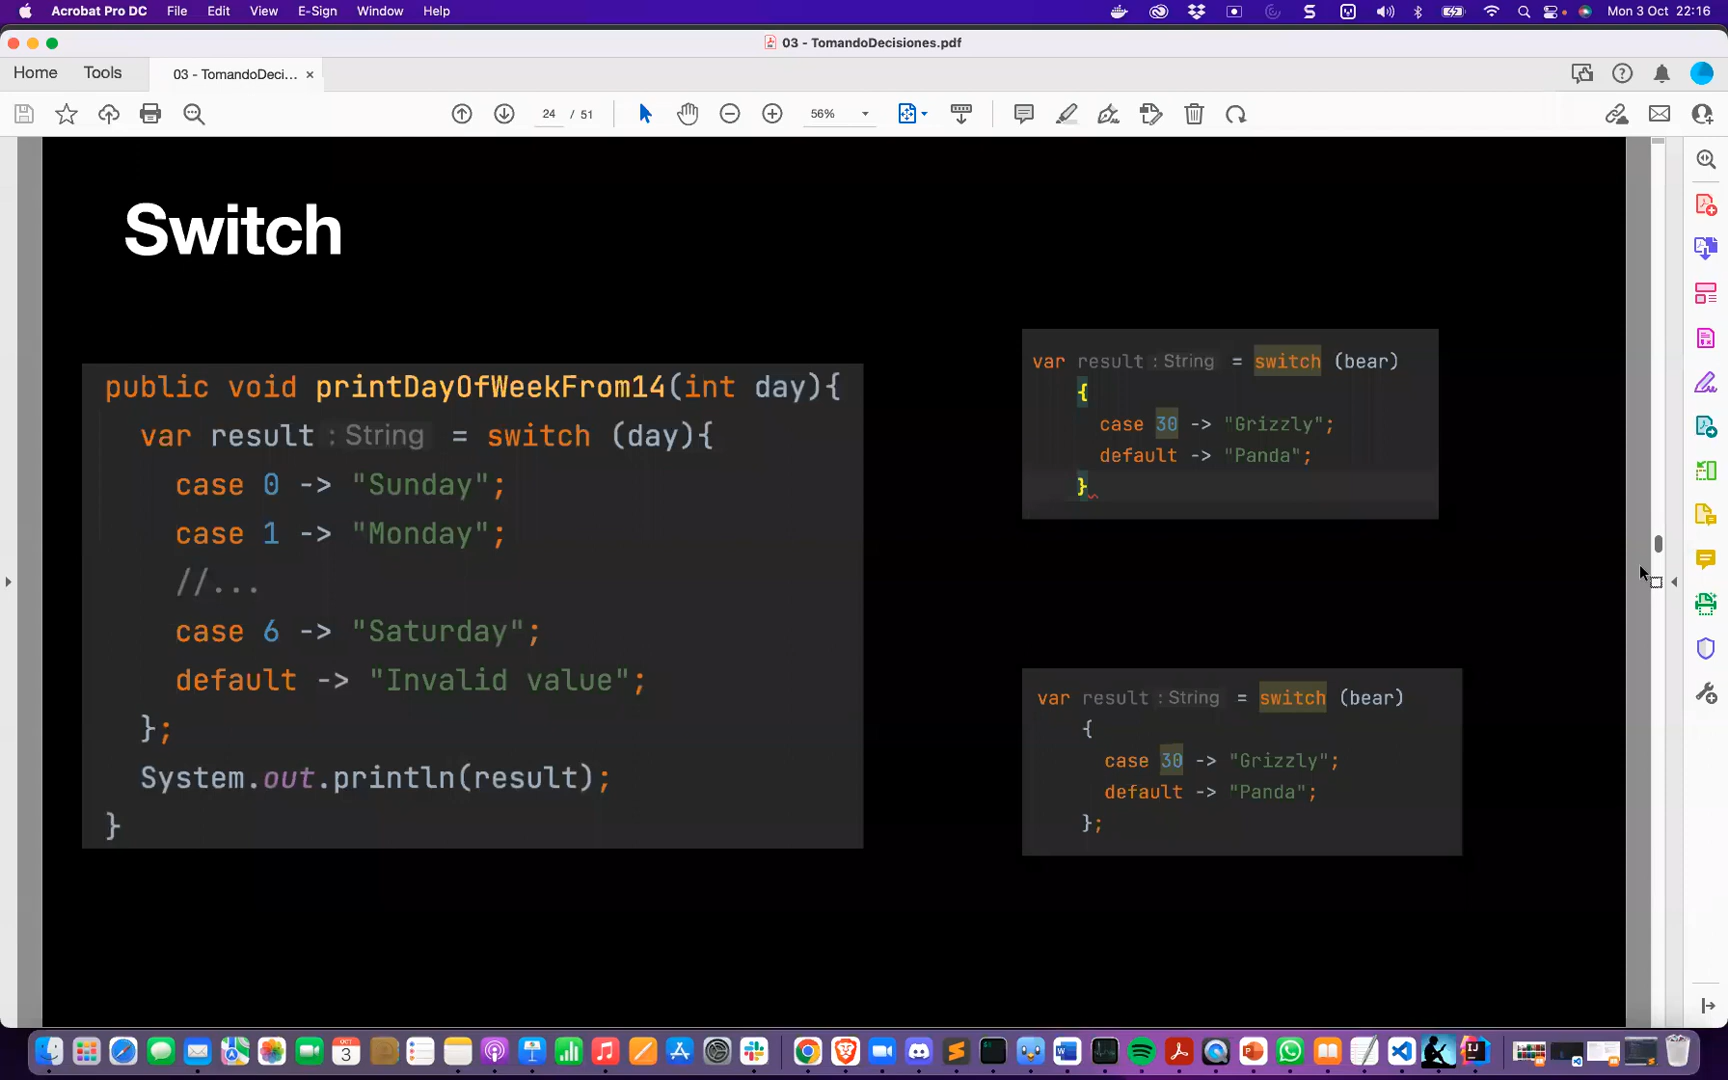 Acrobat Pro DC File Edit View E-Sign Window Help Mon 3 Oct 22:16
03 - TomandoDecisiones.pdf
Home Tools 03 - TomandoDeci... ×
24 / 51 56%
Switch
public void printDayOfWeekFrom14(int day){
var result : String = switch (day){
case 0 -> "Sunday";
case 1 -> "Monday";
//...
case 6 -> "Saturday";
default -> "Invalid value";
};
System.out.println(result);
}
var result : String = switch (bear)
{
case 30 -> "Grizzly";
default -> "Panda";
}
var result : String = switch (bear)
{
case 30 -> "Grizzly";
default -> "Panda";
};
OCT
3